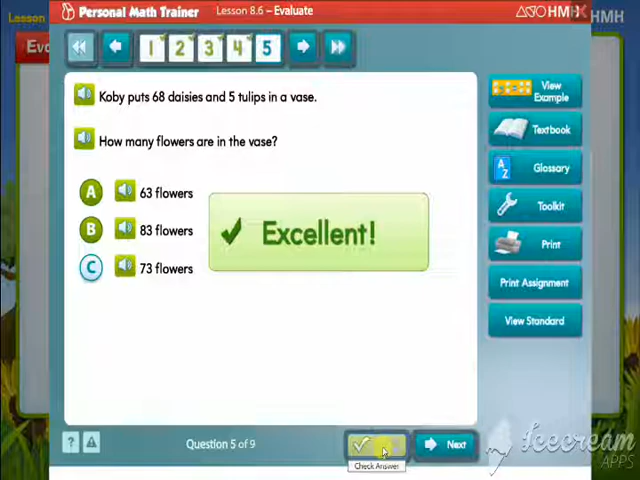 Lesson
Personal Math Trainer Lesson 8.6 – Evaluate
HMH
HMH
1 2 3 4 5
Koby puts 68 daisies and 5 tulips in a vase.
How many flowers are in the vase?
A 63 flowers
B 83 flowers
C 73 flowers
Excellent!
View
Example
Textbook
A
Z
Glossary
Toolkit
Print
Print Assignment
View Standard
? Question 5 of 9
Next
Check Answer
Icecream
APPS